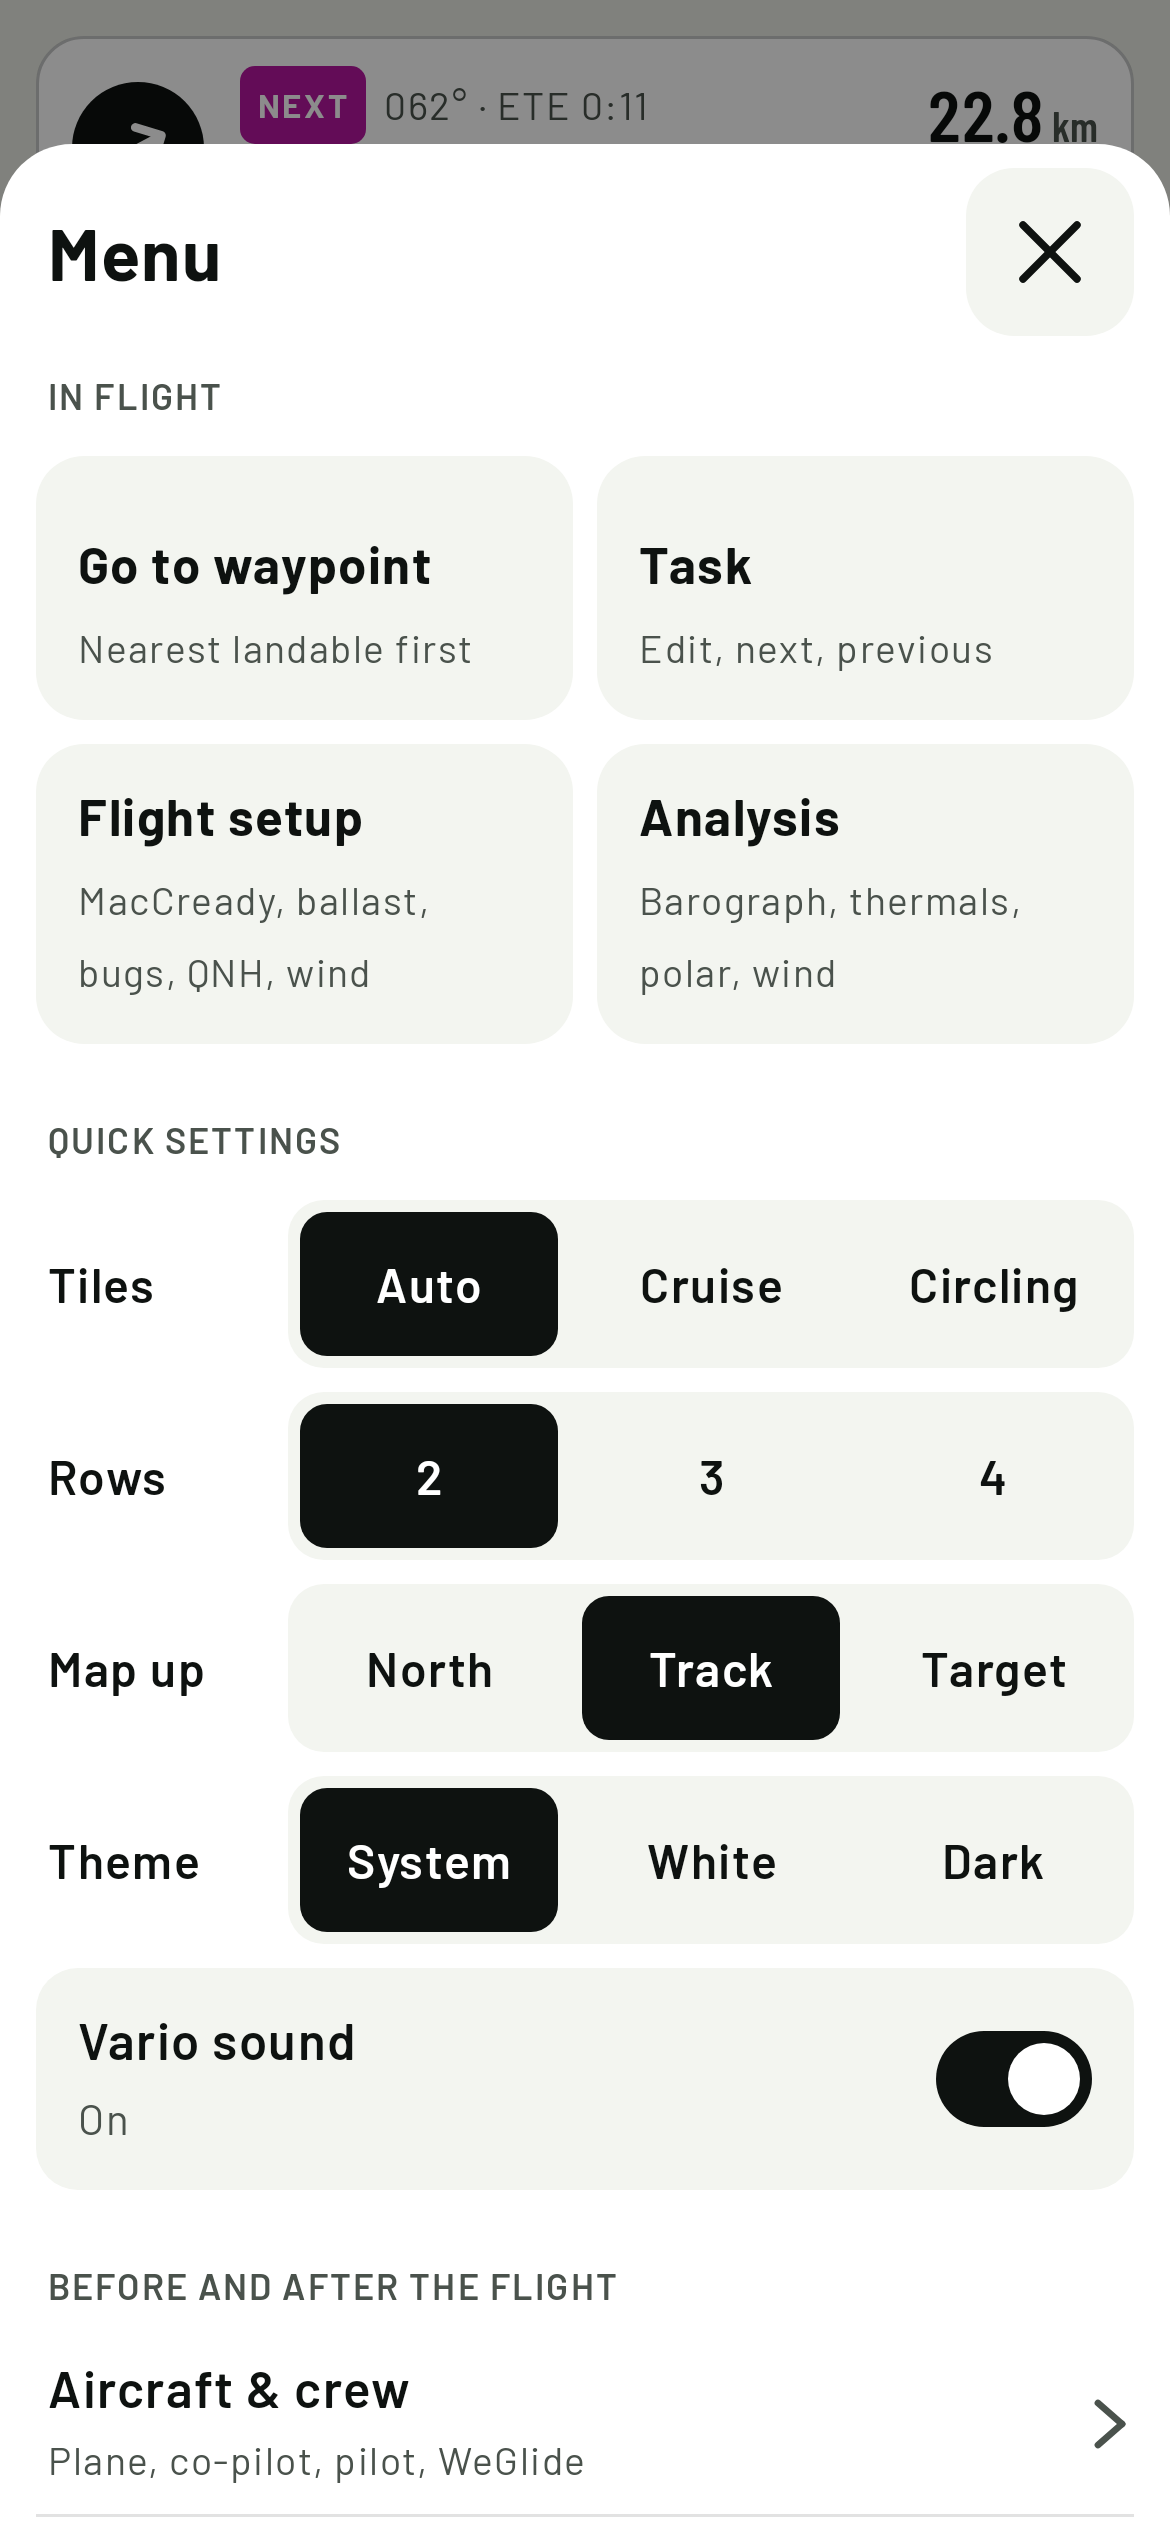 NEXT 062° · ETE 0:11 22.8 km
Menu
IN FLIGHT
Go to waypoint
Nearest landable first
Task
Edit, next, previous
Flight setup
MacCready, ballast,
bugs, QNH, wind
Analysis
Barograph, thermals,
polar, wind
QUICK SETTINGS
Tiles Auto Cruise Circling
Rows 2 3 4
Map up North Track Target
Theme System White Dark
Vario sound
On
BEFORE AND AFTER THE FLIGHT
Aircraft & crew
Plane, co-pilot, pilot, WeGlide